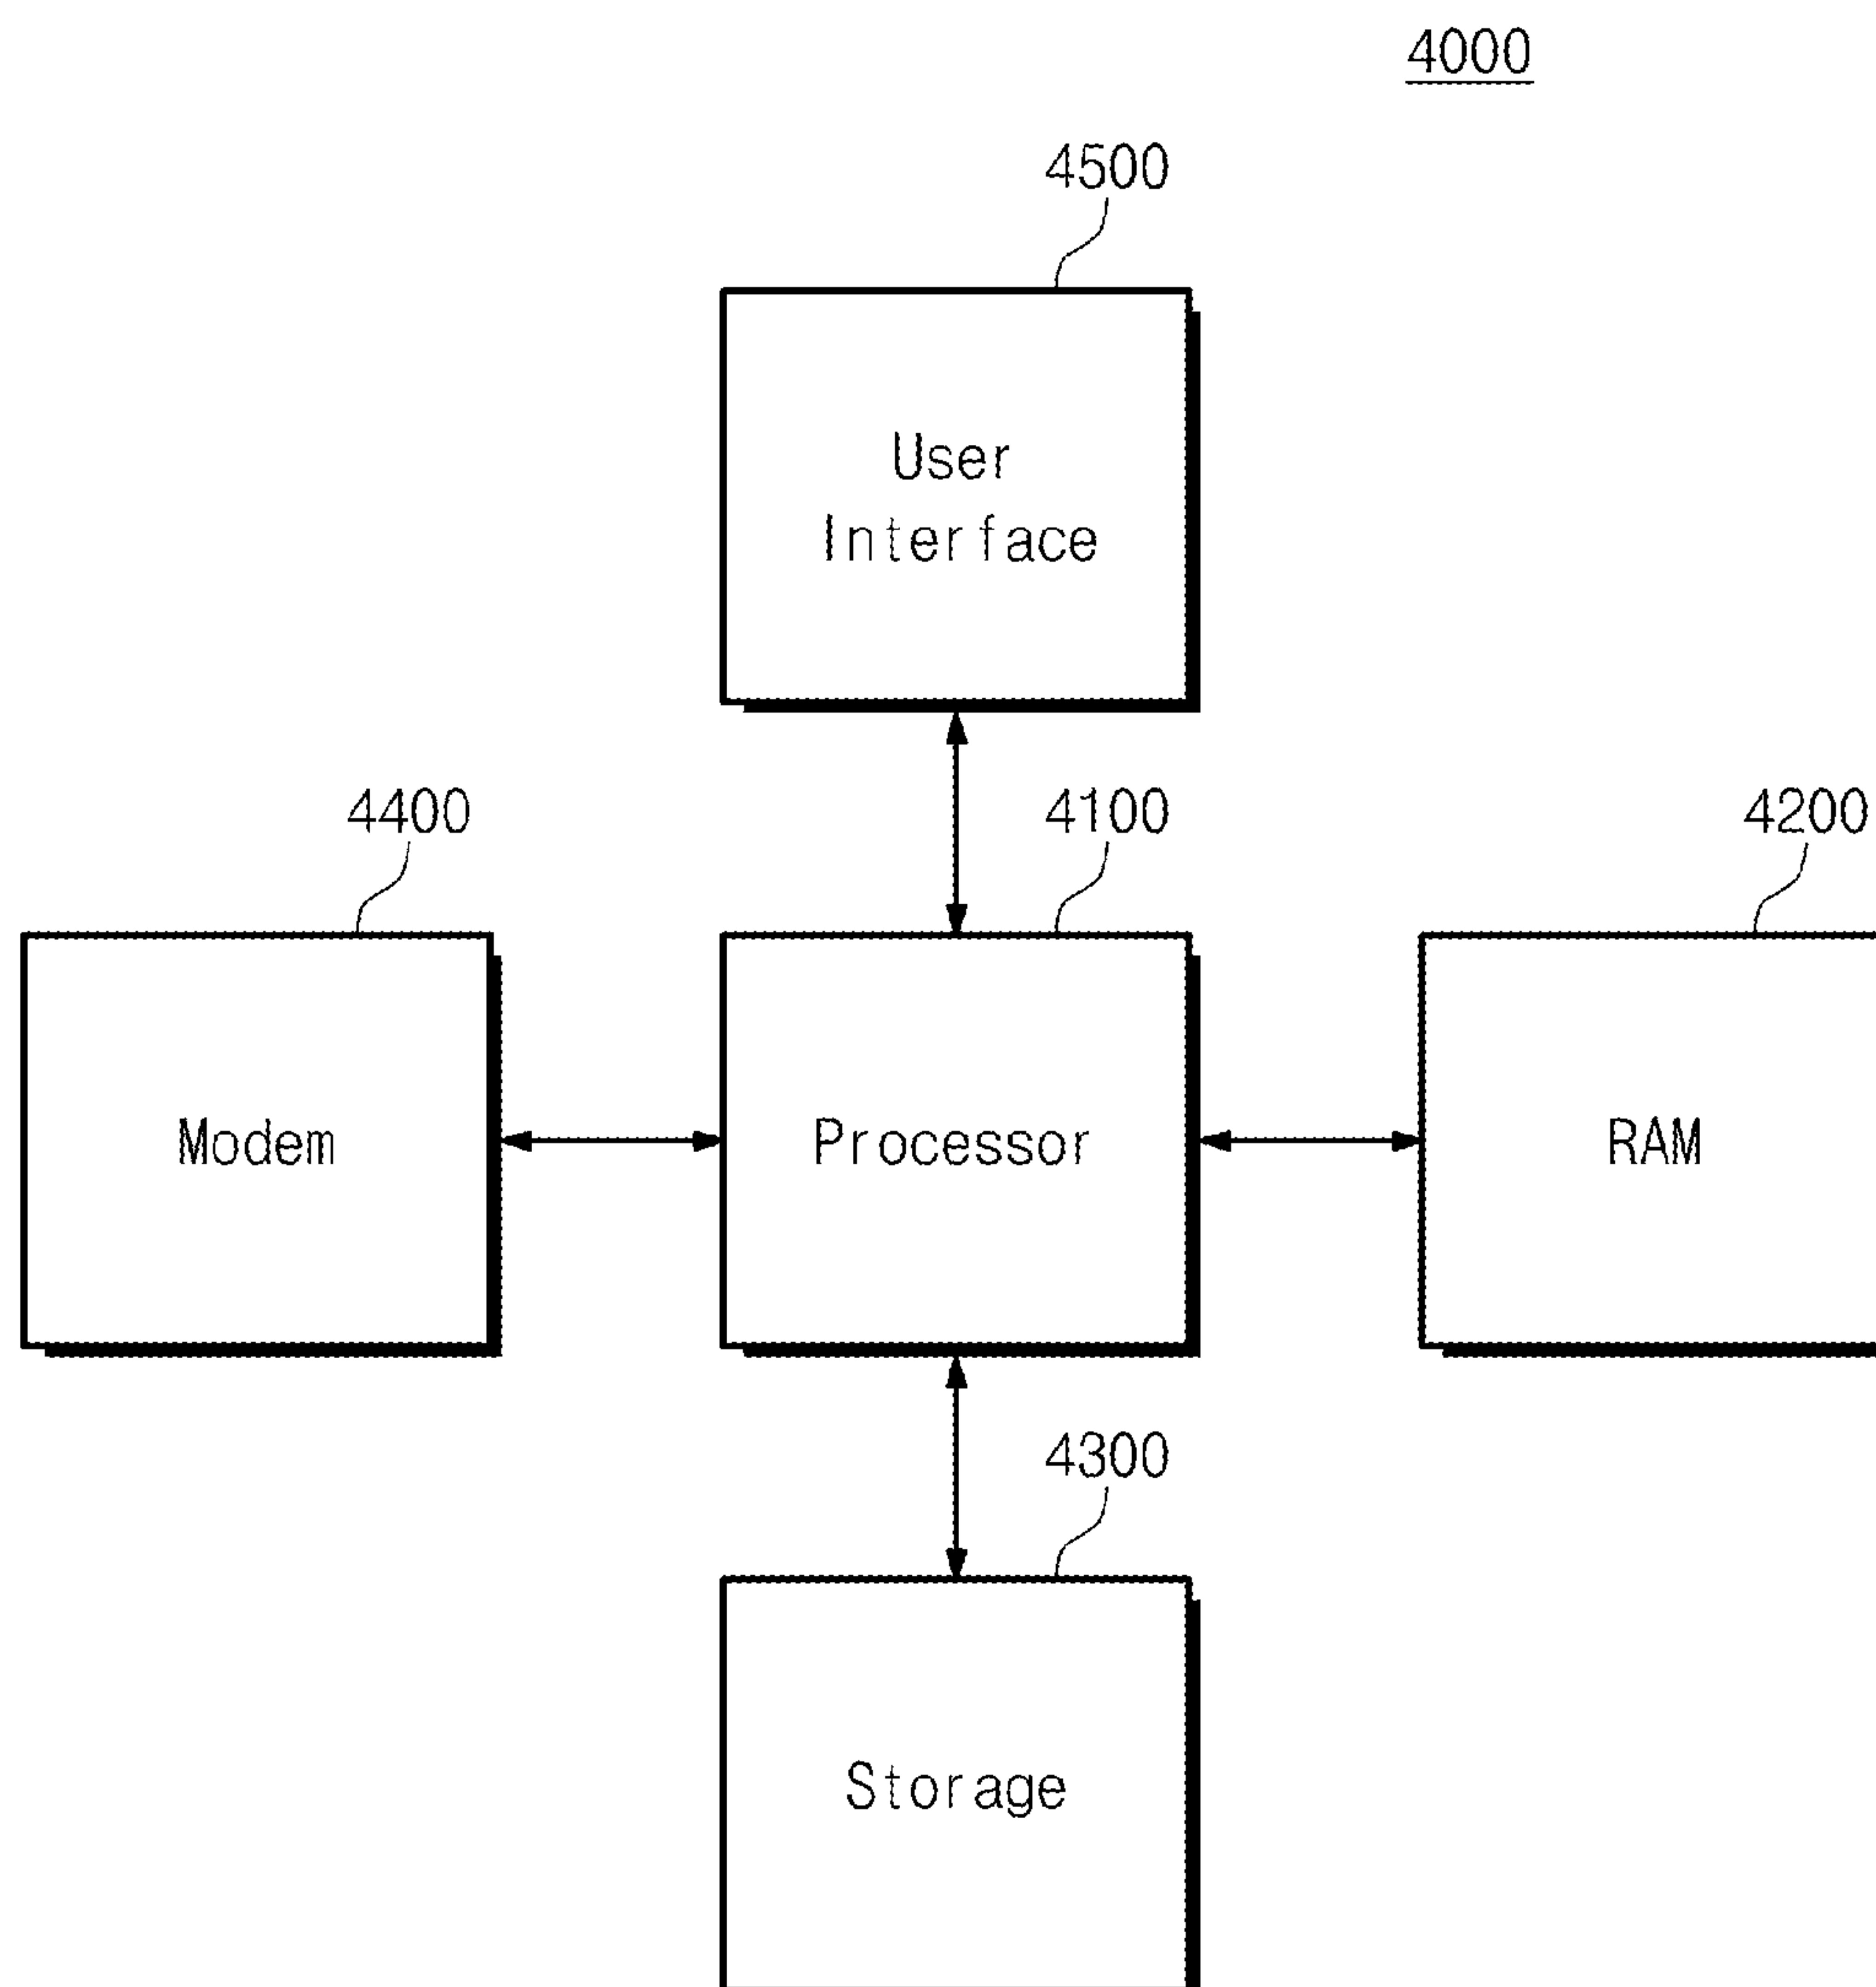 4000
4500
User
Interface
4400
4100
4200
Modem
Processor
RAM
4300
Storage